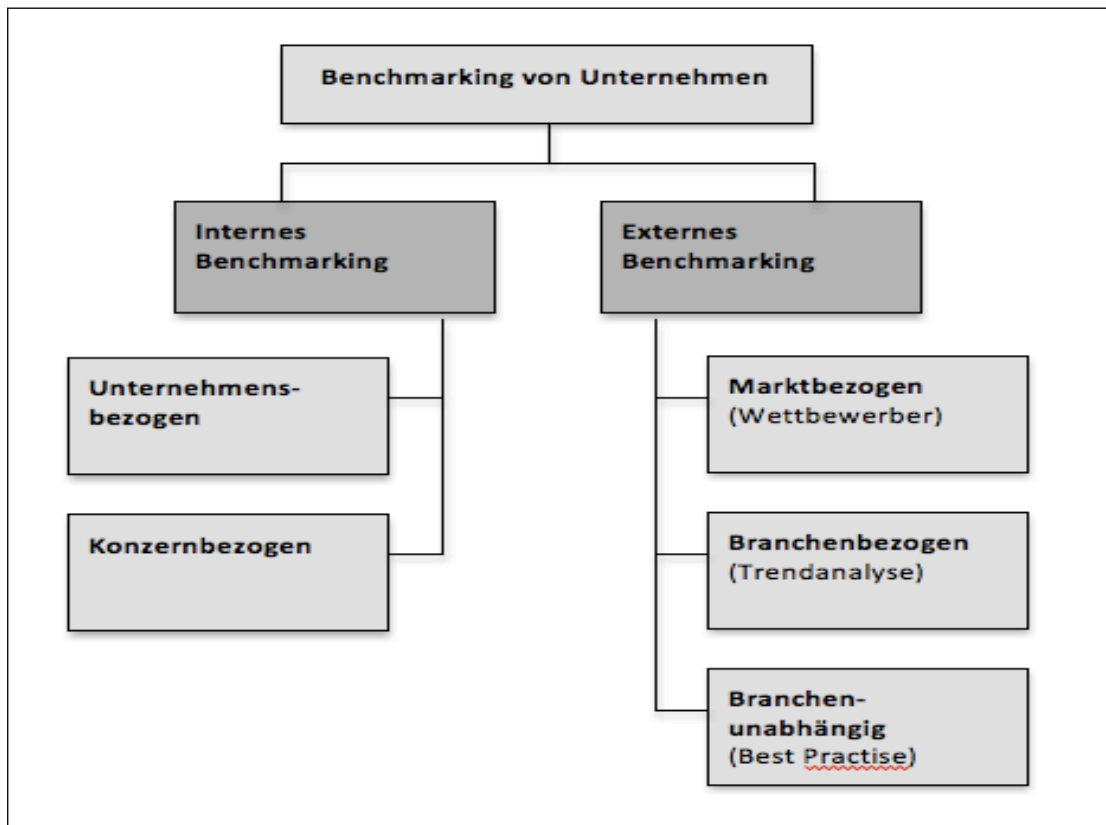 Benchmarking von Unternehmen
Internes
Benchmarking
Externes
Benchmarking
Unternehmens-
bezogen
Konzernbezogen
Marktbezogen
(Wettbewerber)
Branchenbezogen
(Trendanalyse)
Branchen-
unabhängig
(Best Practise)